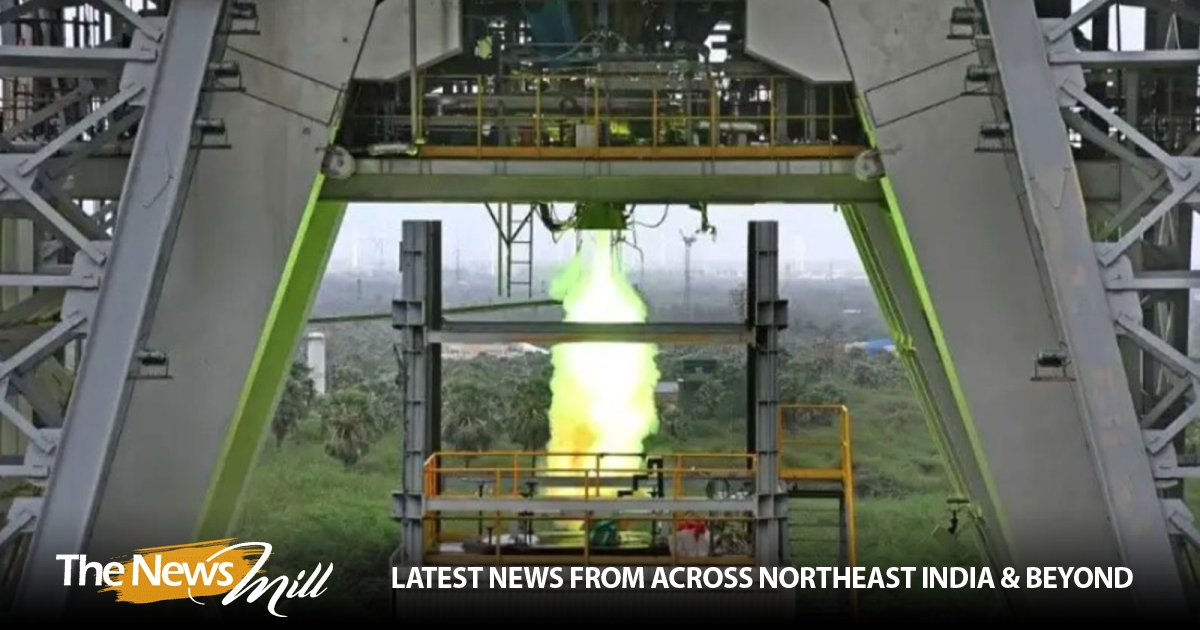 The News Mill
LATEST NEWS FROM ACROSS NORTHEAST INDIA & BEYOND